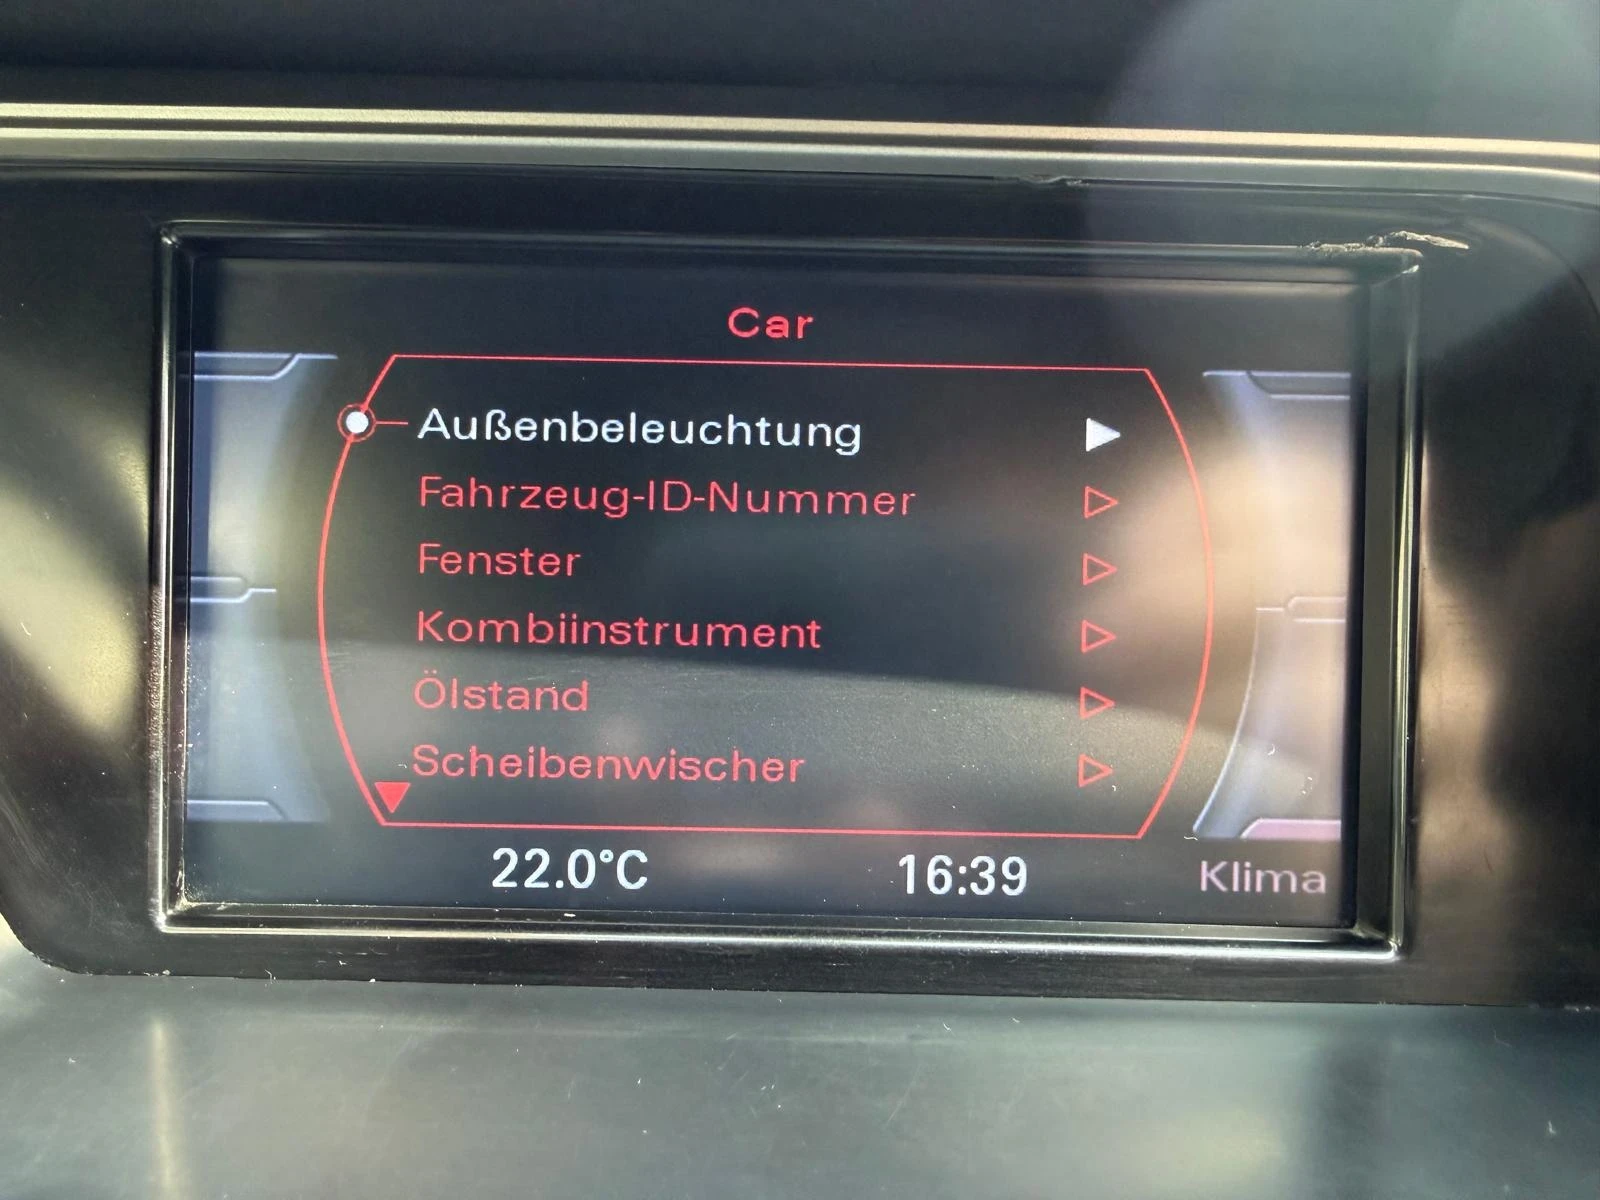 Car
Außenbeleuchtung
Fahrzeug-ID-Nummer
Fenster
Kombiinstrument
Ölstand
Scheibenwischer
22.0°C 16:39 Klima